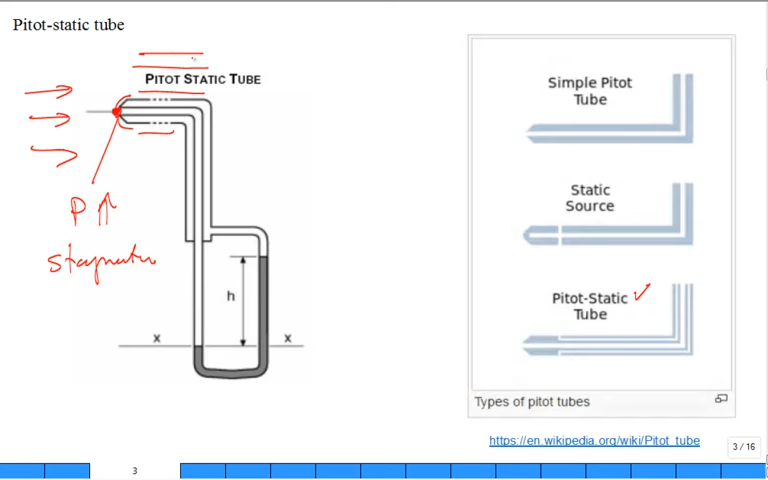 Pitot-static tube
PITOT STATIC TUBE
P↑
Stagnation
h
x
x
Simple Pitot
Tube
Static
Source
Pitot-Static ✓
Tube
Types of pitot tubes
https://en.wikipedia.org/wiki/Pitot_tube
3 / 16
3